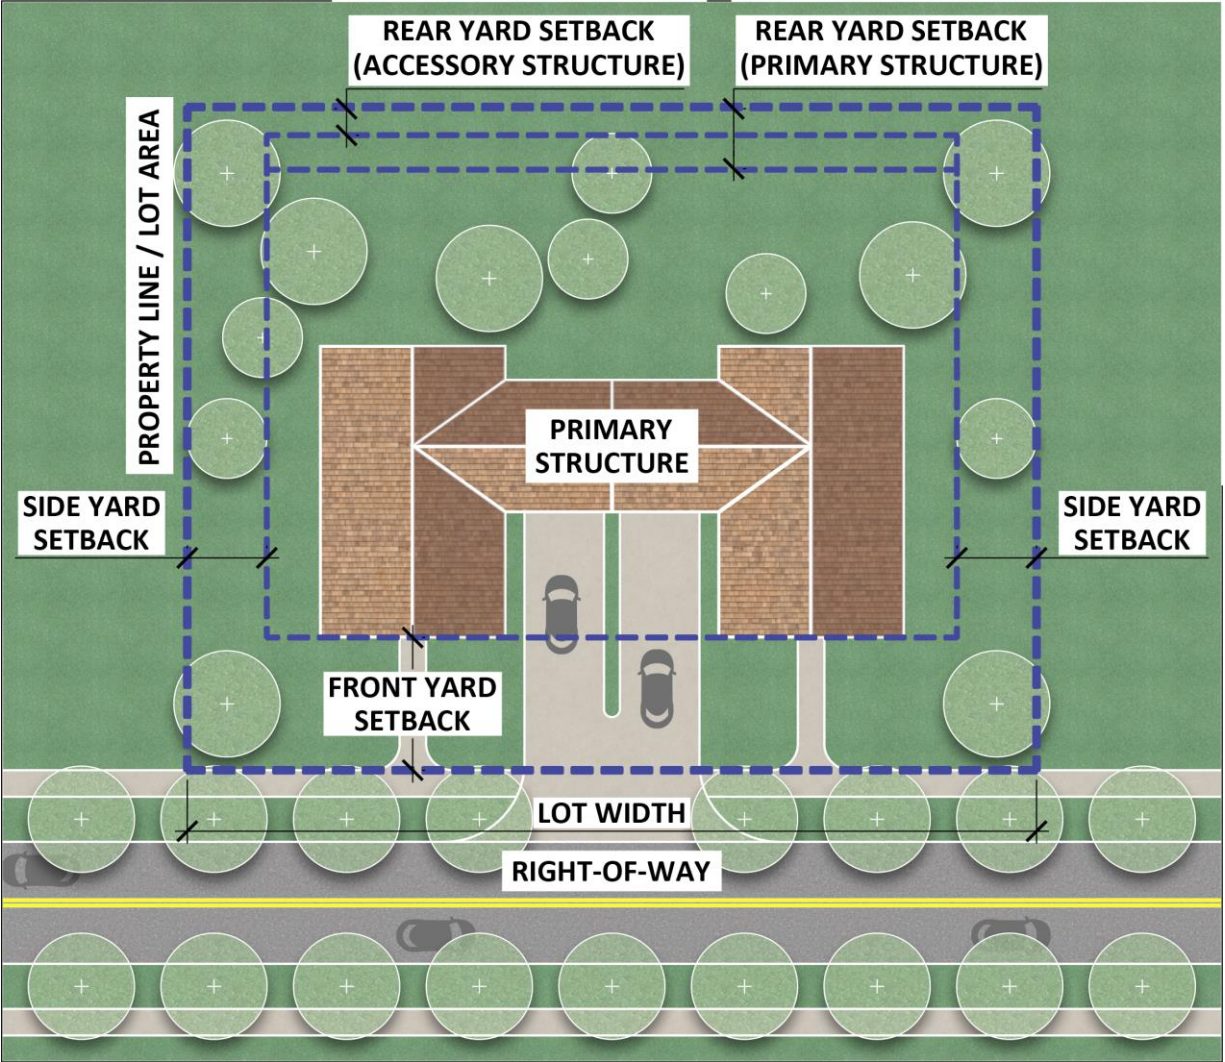 REAR YARD SETBACK
(ACCESSORY STRUCTURE)
REAR YARD SETBACK
(PRIMARY STRUCTURE)
PROPERTY LINE / LOT AREA
PRIMARY
STRUCTURE
SIDE YARD
SETBACK
SIDE YARD
SETBACK
FRONT YARD
SETBACK
LOT WIDTH
RIGHT-OF-WAY